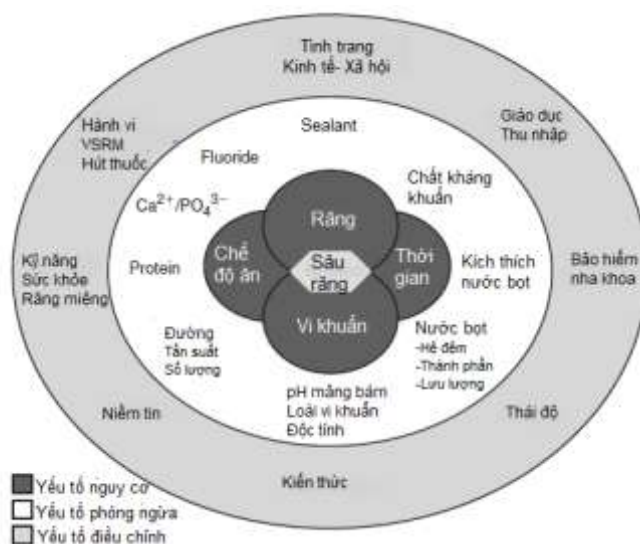 Tình trạng
Kinh tế- Xã hội
Hành vi
VSRM
Hút thuốc
Giáo dục
Thu nhập
Sealant
Fluoride
Chất kháng
khuẩn
Ca²⁺/PO₄³⁻
Răng
Kỹ năng
Sức khỏe
Răng miệng
Protein
Chế
độ ăn
Sâu
răng
Thời
gian
Kích thích
nước bọt
Bảo hiểm
nha khoa
Vi khuẩn
Đường
Tần suất
Số lượng
Nước bọt
-Hệ đệm
-Thành phần
-Lưu lượng
pH mảng bám
Loài vi khuẩn
Độc tính
Niềm tin
Thái độ
Kiến thức
Yếu tố nguy cơ
Yếu tố phòng ngừa
Yếu tố điều chỉnh